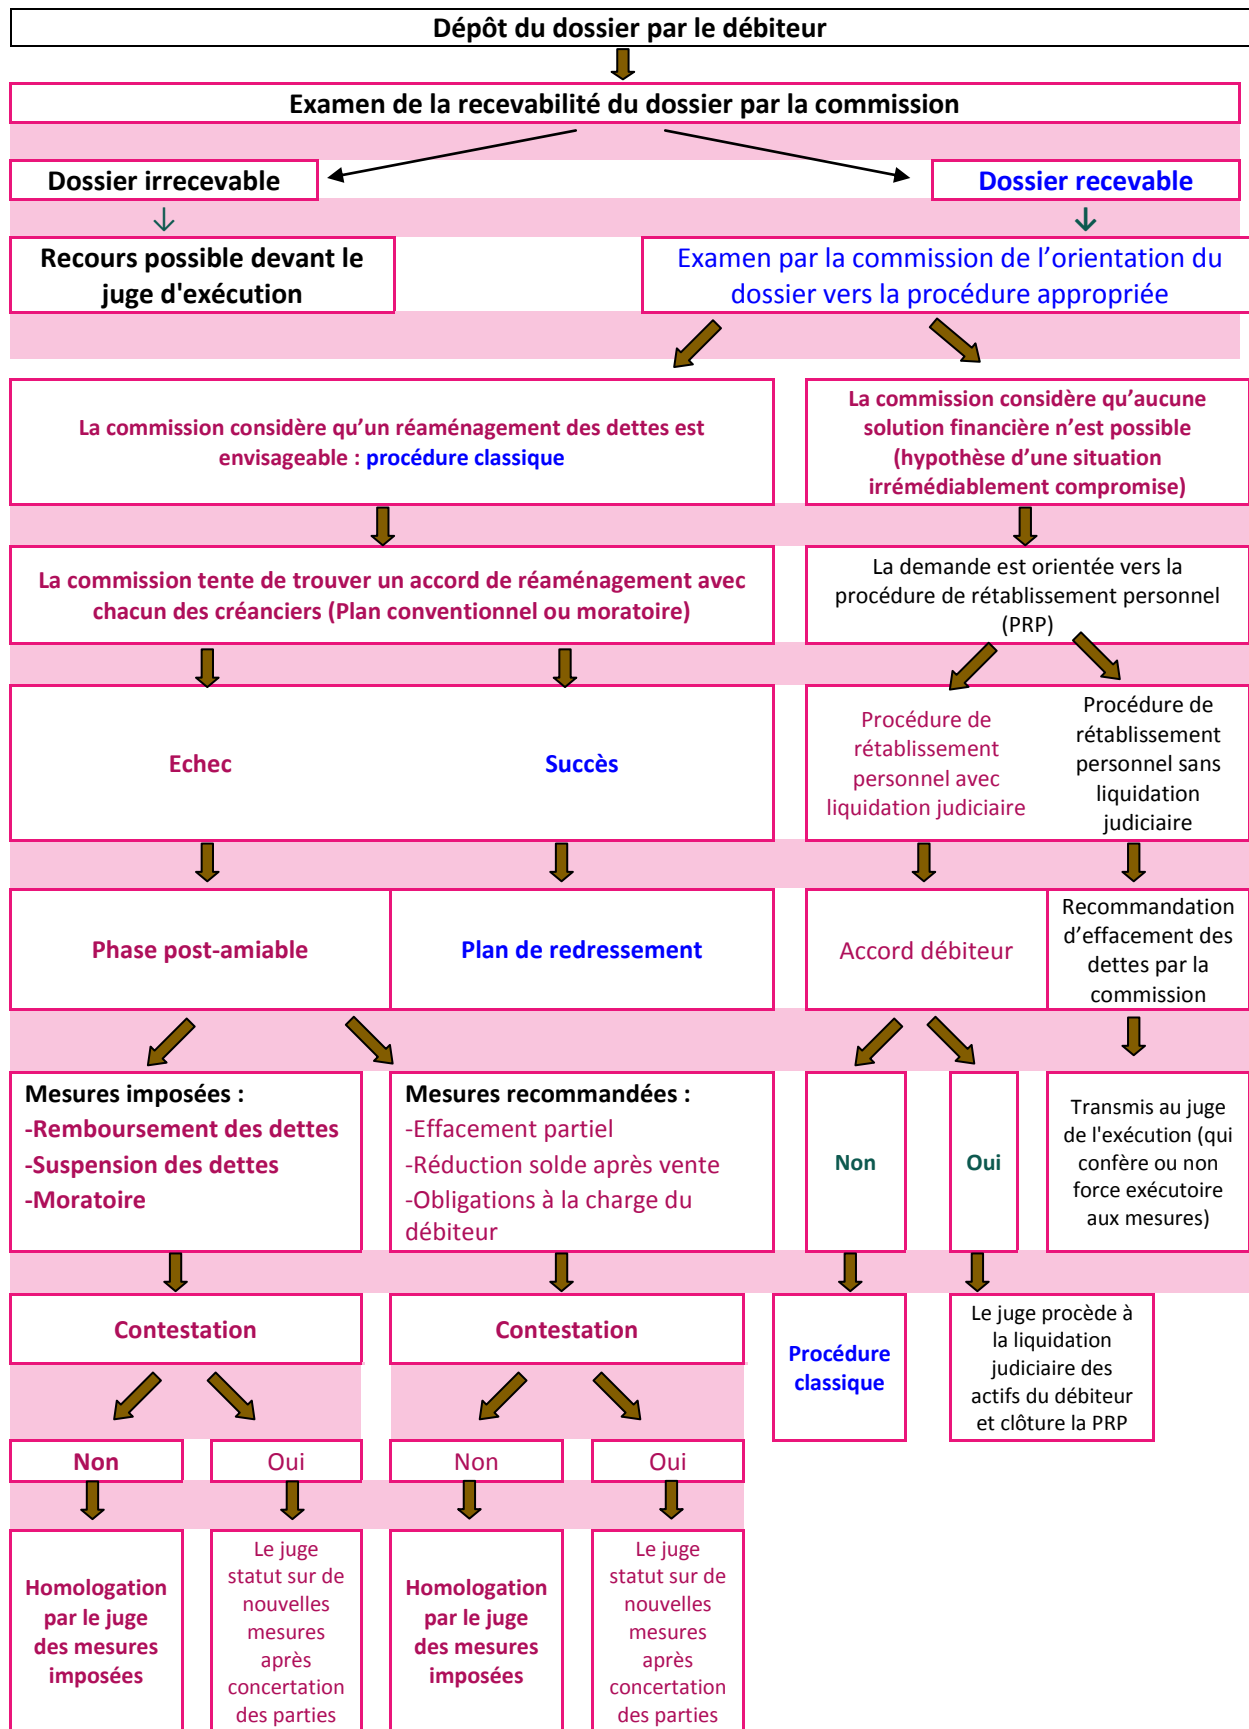 Dépôt du dossier par le débiteur
Examen de la recevabilité du dossier par la commission
Dossier irrecevable
Dossier recevable
Recours possible devant le
juge d'exécution
Examen par la commission de l’orientation du
dossier vers la procédure appropriée
La commission considère qu’un réaménagement des dettes est
envisageable : procédure classique
La commission considère qu’aucune
solution financière n’est possible
(hypothèse d’une situation
irrémédiablement compromise)
La commission tente de trouver un accord de réaménagement avec
chacun des créanciers (Plan conventionnel ou moratoire)
La demande est orientée vers la
procédure de rétablissement personnel
(PRP)
Echec
Succès
Procédure de
rétablissement
personnel avec
liquidation judiciaire
Procédure de
rétablissement
personnel sans
liquidation
judiciaire
Phase post-amiable
Plan de redressement
Accord débiteur
Recommandation
d’effacement des
dettes par la
commission
Mesures imposées :
-Remboursement des dettes
-Suspension des dettes
-Moratoire
Mesures recommandées :
-Effacement partiel
-Réduction solde après vente
-Obligations à la charge du
débiteur
Non
Oui
Transmis au juge
de l'exécution (qui
confère ou non
force exécutoire
aux mesures)
Contestation
Contestation
Procédure
classique
Le juge procède à
la liquidation
judiciaire des
actifs du débiteur
et clôture la PRP
Non
Oui
Non
Oui
Homologation
par le juge
des mesures
imposées
Le juge
statut sur de
nouvelles
mesures
après
concertation
des parties
Homologation
par le juge
des mesures
imposées
Le juge
statut sur de
nouvelles
mesures
après
concertation
des parties